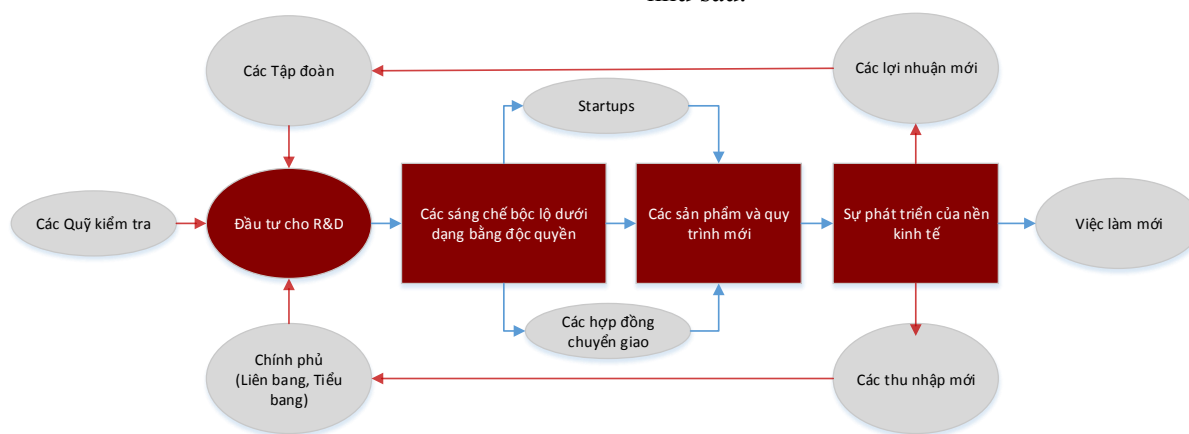 như sau:
Các Tập đoàn
Các lợi nhuận mới
Startups
Các Quỹ kiểm tra
Đầu tư cho R&D
Các sáng chế bộc lộ dưới
dạng bằng độc quyền
Các sản phẩm và quy
trình mới
Sự phát triển của nền
kinh tế
Việc làm mới
Các hợp đồng
chuyển giao
Chính phủ
(Liên bang, Tiểu
bang)
Các thu nhập mới